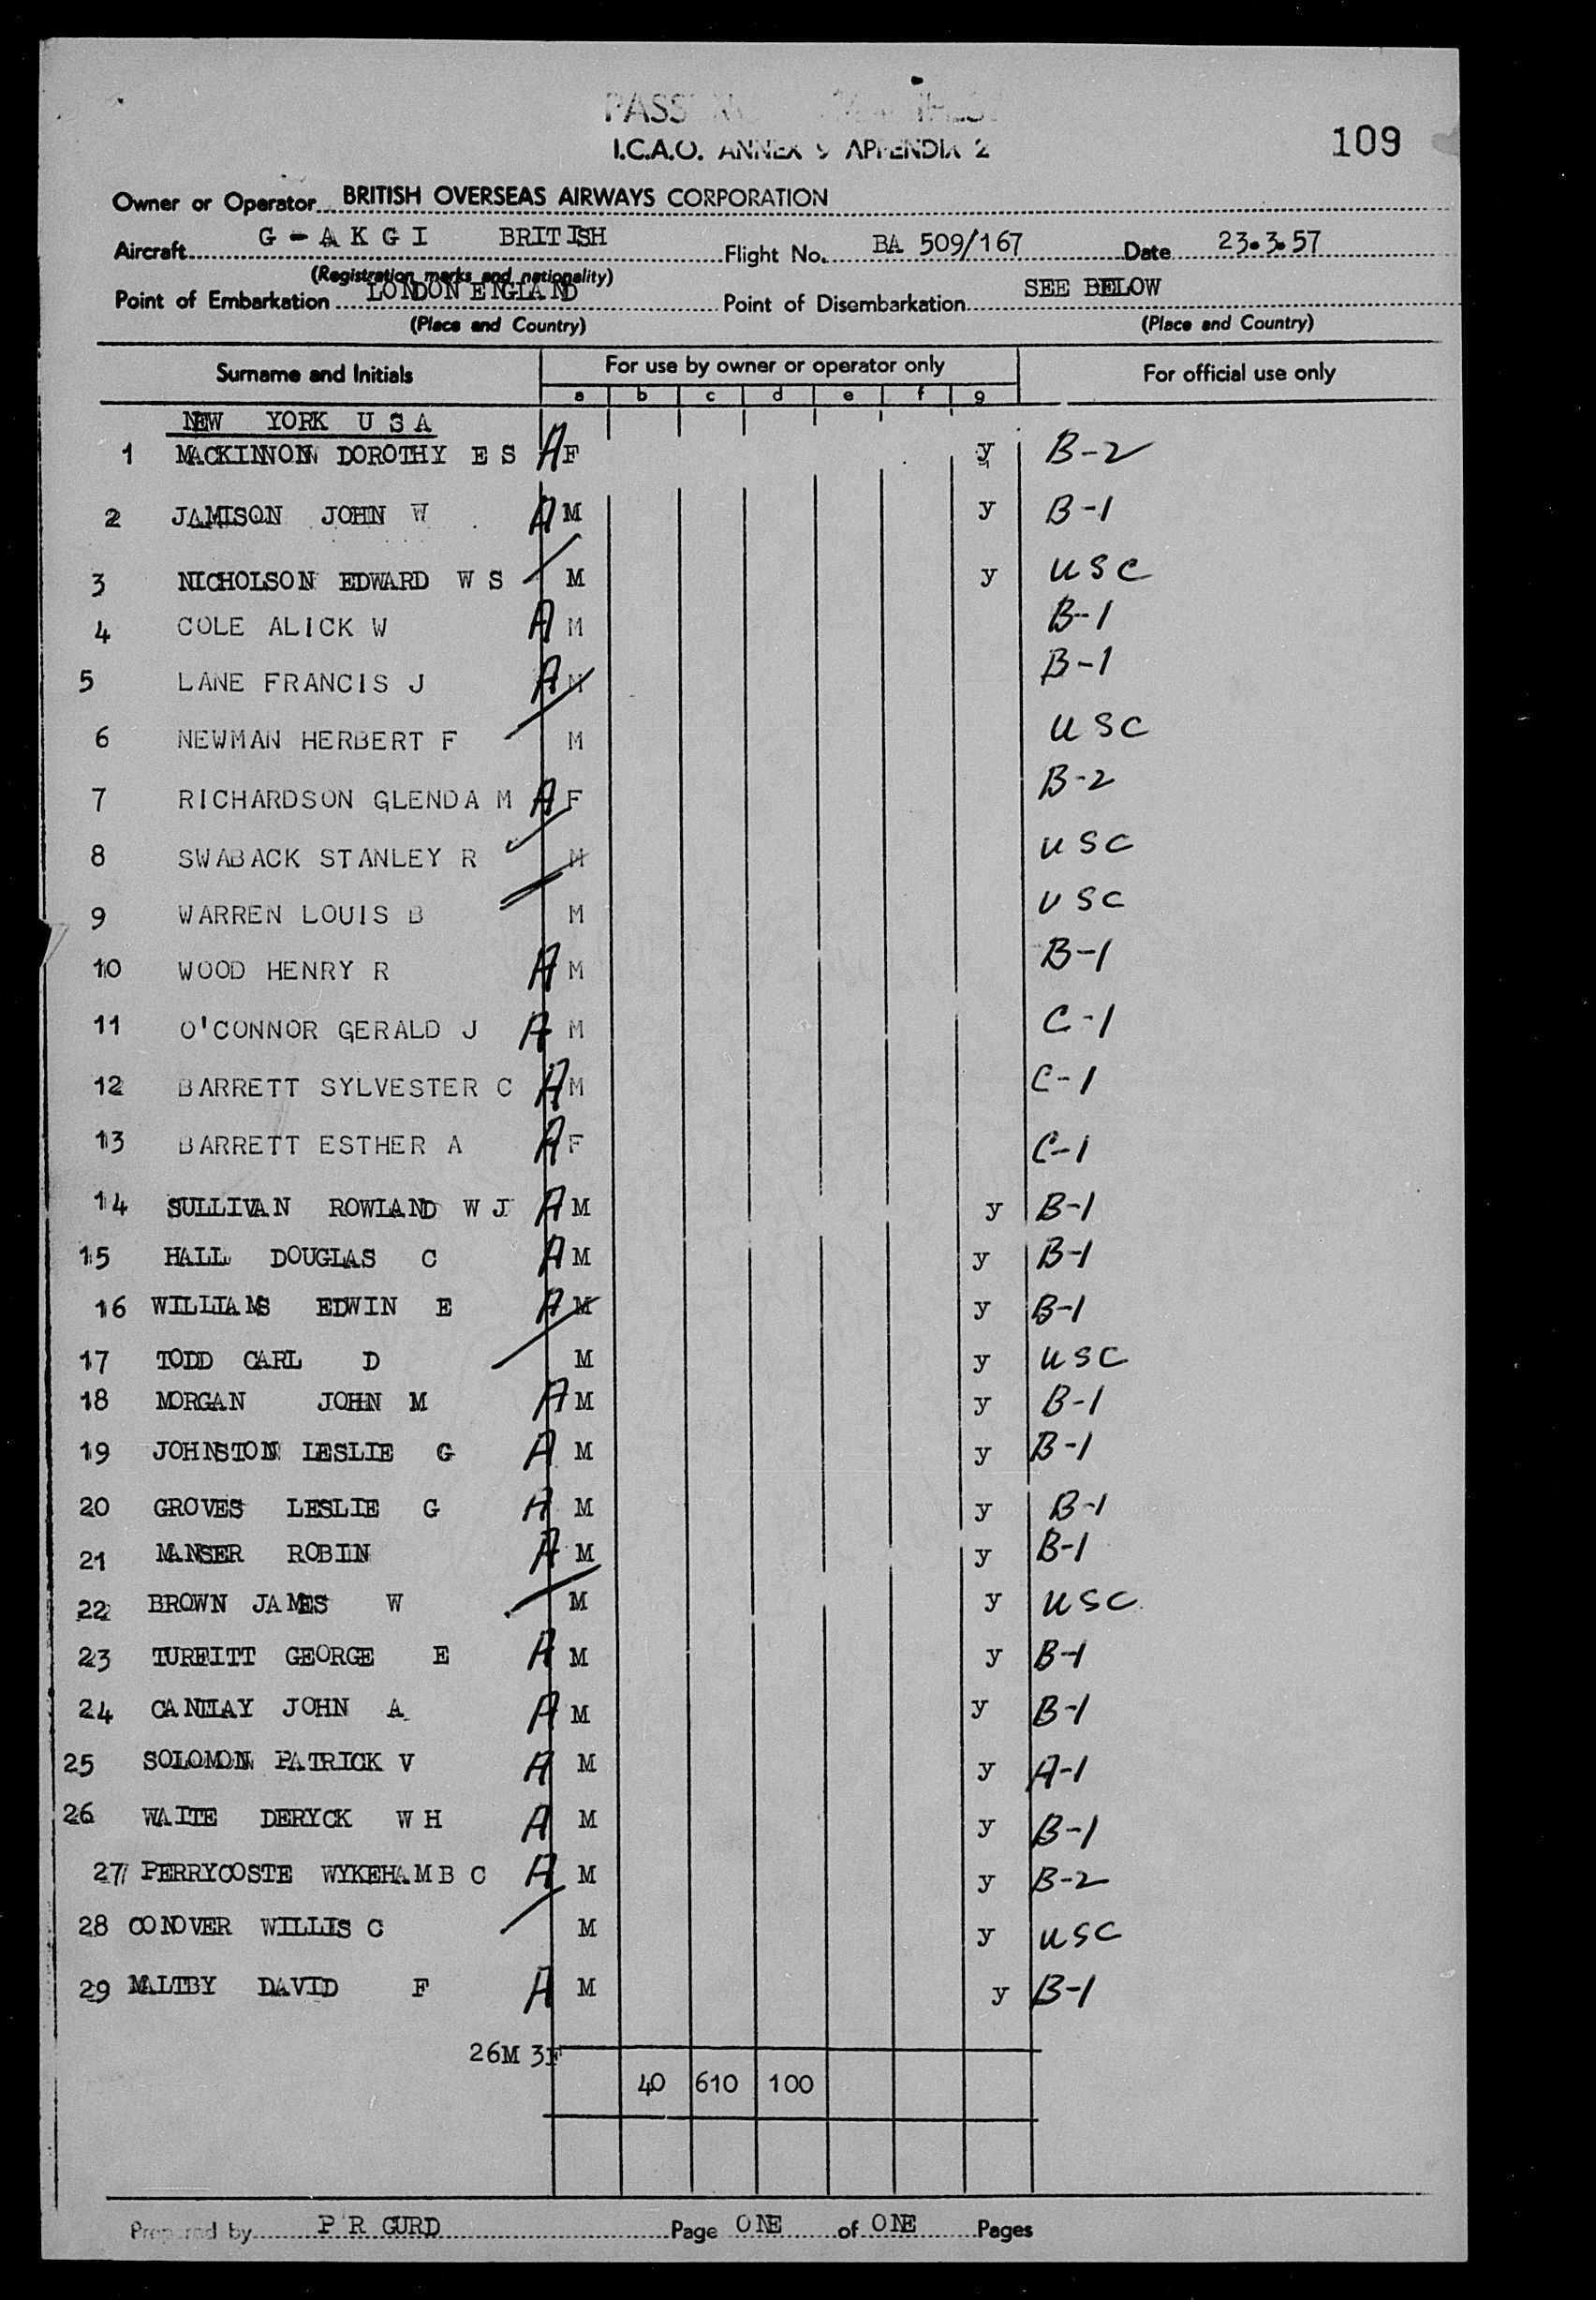 I.C.A.O. ANNEX 9 APPENDIX 2
109
Owner or Operator BRITISH OVERSEAS AIRWAYS CORPORATION
Aircraft G-AKGI BRITISH Flight No. BA 509/167 Date 23.3.57
(Registration marks and nationality)
Point of Embarkation LONDON ENGLAND Point of Disembarkation SEE BELOW
(Place and Country) (Place and Country)
Surname and Initials For use by owner or operator only For official use only
a b c d e f g
NEW YORK U S A
1 MACKINNON DOROTHY E S A F y B-2
2 JAMISON JOHN W A M y B-1
3 NICHOLSON EDWARD W S M y USC
4 COLE ALICK W A M B-1
5 LANE FRANCIS J A M B-1
6 NEWMAN HERBERT F M USC
7 RICHARDSON GLENDA M A F B-2
8 SWABACK STANLEY R M USC
9 WARREN LOUIS B M USC
10 WOOD HENRY R A M B-1
11 O'CONNOR GERALD J A M C-1
12 BARRETT SYLVESTER C A M C-1
13 BARRETT ESTHER A A F C-1
14 SULLIVAN ROWLAND W J A M y B-1
15 HALL DOUGLAS C A M y B-1
16 WILLIAMS EDWIN E A M y B-1
17 TODD CARL D M y USC
18 MORGAN JOHN M A M y B-1
19 JOHNSTON LESLIE G A M y B-1
20 GROVES LESLIE G A M y B-1
21 MANSER ROBIN A M y B-1
22 BROWN JAMES W M y USC
23 TURFITT GEORGE E A M y B-1
24 JOHN A A M y B-1
25 SOLOMON PATRICK V A M y A-1
26 WAITE DERYCK W H A M y B-1
27 PERRYCOSTE WYKEHAM B C A M y B-2
28 CONOVER WILLIS C M y USC
29 MALTBY DAVID F A M y B-1
26M 3F
40 610 100
Prepared by P R GURD Page ONE of ONE Pages